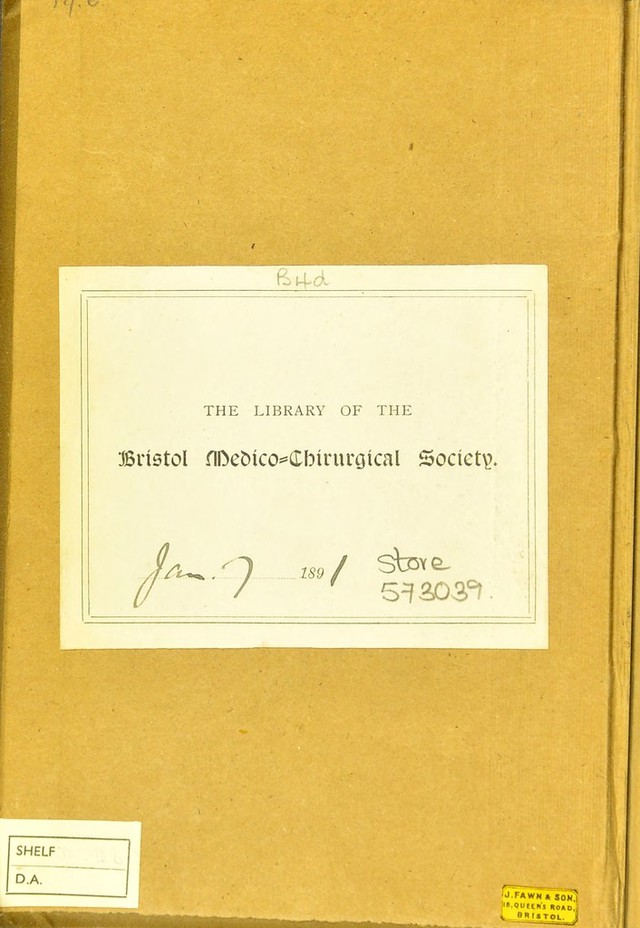 BHd
THE LIBRARY OF THE
Bristol Medico=Chirurgical Society.
Jan. 7 1891
Store
573039.
SHELF
D.A.
J. FAWN & SON,
18, QUEEN'S ROAD,
BRISTOL.